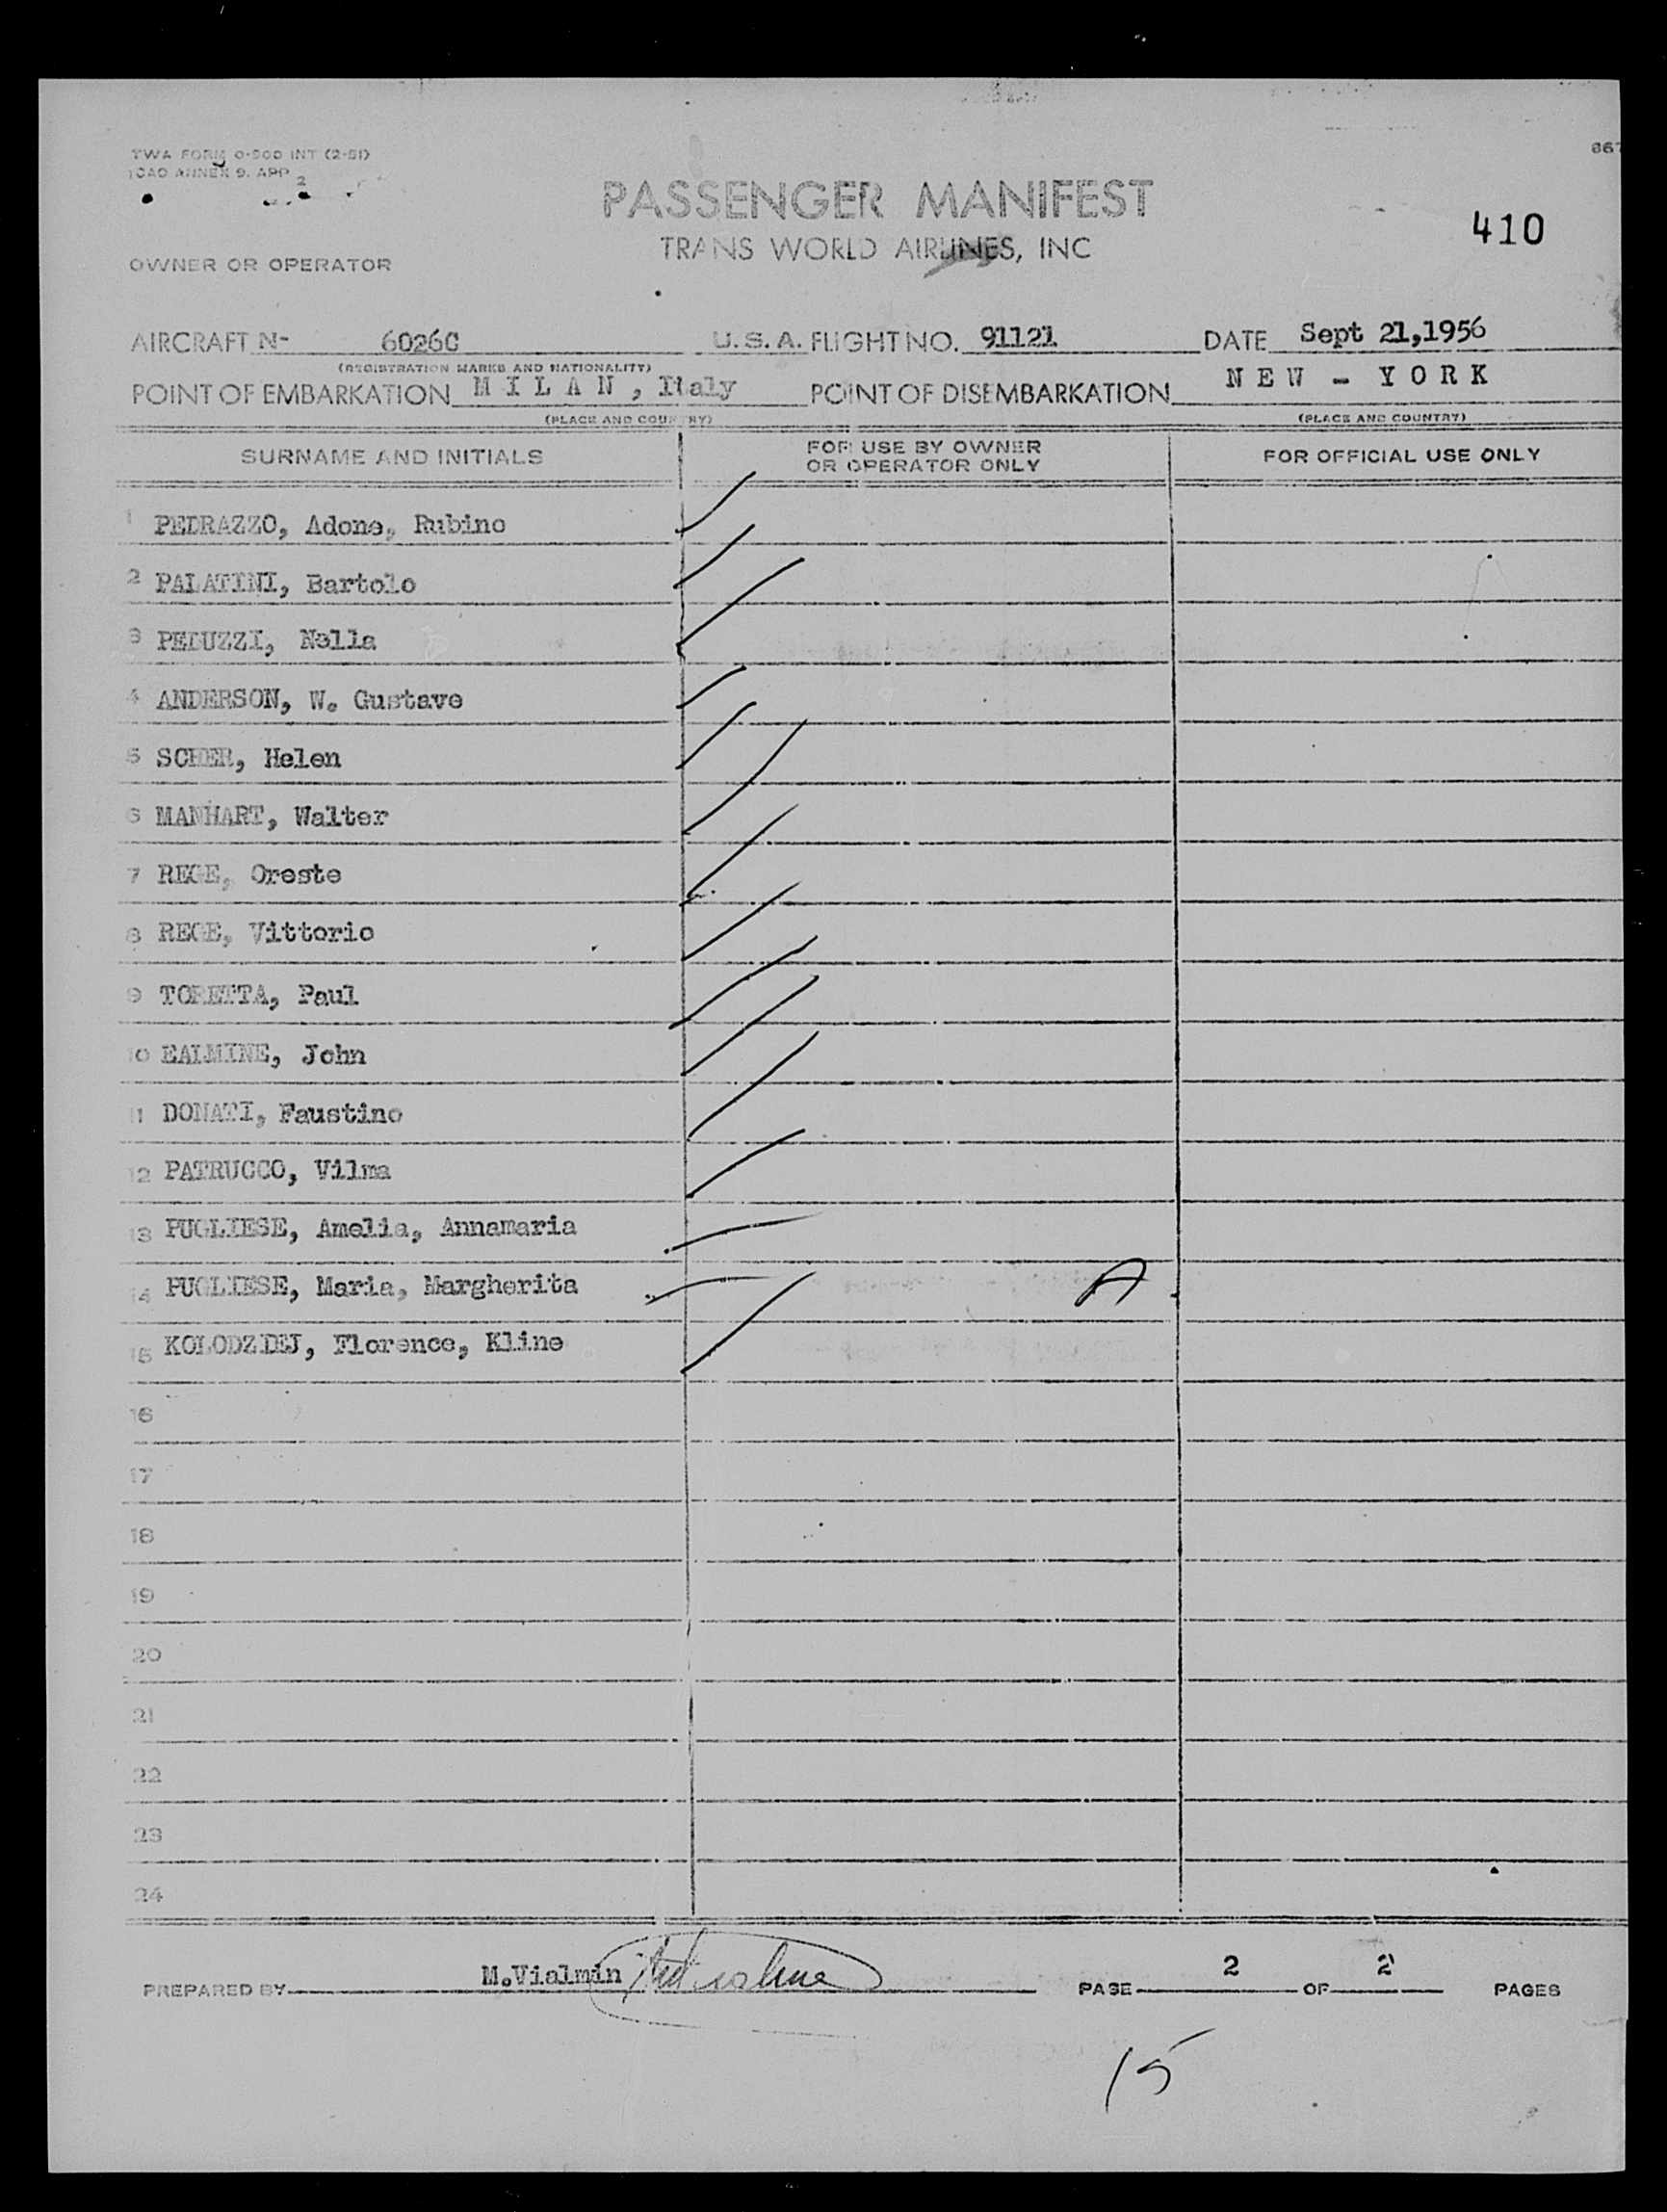 TWA FORM 0-500 INT (2-51)
ICAO ANNEX 9. APP 2
667
PASSENGER MANIFEST
410
TRANS WORLD AIRLINES, INC
OWNER OR OPERATOR
AIRCRAFT N- 6026C U.S.A. FLIGHT NO. 91121 DATE Sept 21,1956
(REGISTRATION MARKS AND NATIONALITY)
POINT OF EMBARKATION M I L A N , Italy POINT OF DISEMBARKATION N E W - Y O R K
(PLACE AND COUNTRY) (PLACE AND COUNTRY)
SURNAME AND INITIALS FOR USE BY OWNER OR OPERATOR ONLY FOR OFFICIAL USE ONLY
1 PEDRAZZO, Adone, Rubino
2 PALATINI, Bartolo
3 PEDUZZI, Nella
4 ANDERSON, W. Gustave
5 SCHER, Helen
6 MANHART, Walter
7 REGE, Oreste
8 REGE, Vittorio
9 TORETTA, Paul
10 John
11 DONATI, Faustino
12 PATRUCCO, Vilma
13 PUGLIESE, Amelia, Annamaria
14 PUGLIESE, Maria, Margherita A
15 KOLODZIEJ, Florence, Kline
16
17
18
19
20
21
22
23
24
PREPARED BY M.Vialmin PAGE 2 OF 2 PAGES
15